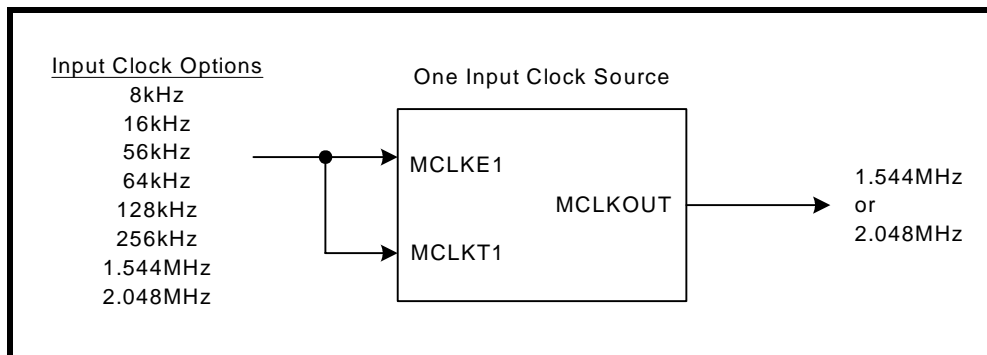 Input Clock Options
8kHz
16kHz
56kHz
64kHz
128kHz
256kHz
1.544MHz
2.048MHz
One Input Clock Source
MCLKE1
MCLKOUT
MCLKT1
1.544MHz
or
2.048MHz